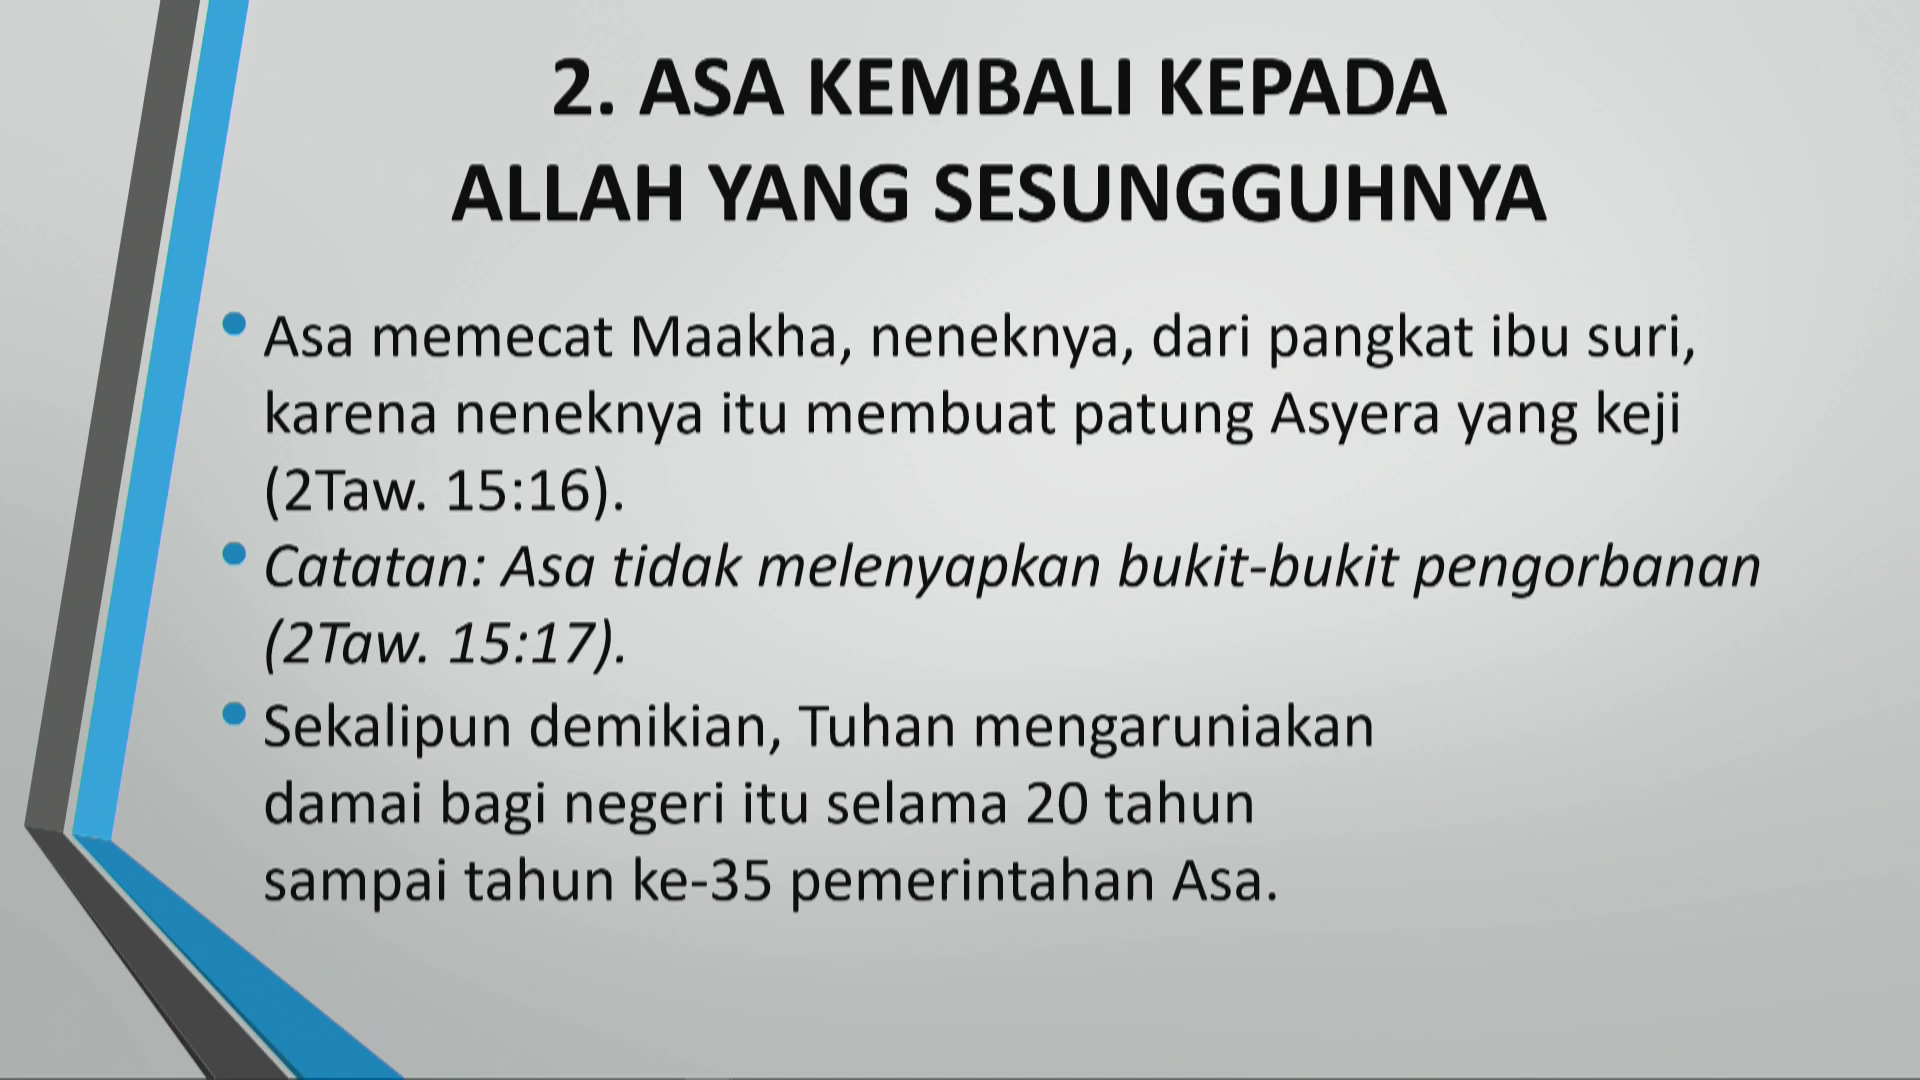 2. ASA KEMBALI KEPADA
ALLAH YANG SESUNGGUHNYA
• Asa memecat Maakha, neneknya, dari pangkat ibu suri,
karena neneknya itu membuat patung Asyera yang keji
(2Taw. 15:16).
• Catatan: Asa tidak melenyapkan bukit-bukit pengorbanan
(2Taw. 15:17).
• Sekalipun demikian, Tuhan mengaruniakan
damai bagi negeri itu selama 20 tahun
sampai tahun ke-35 pemerintahan Asa.